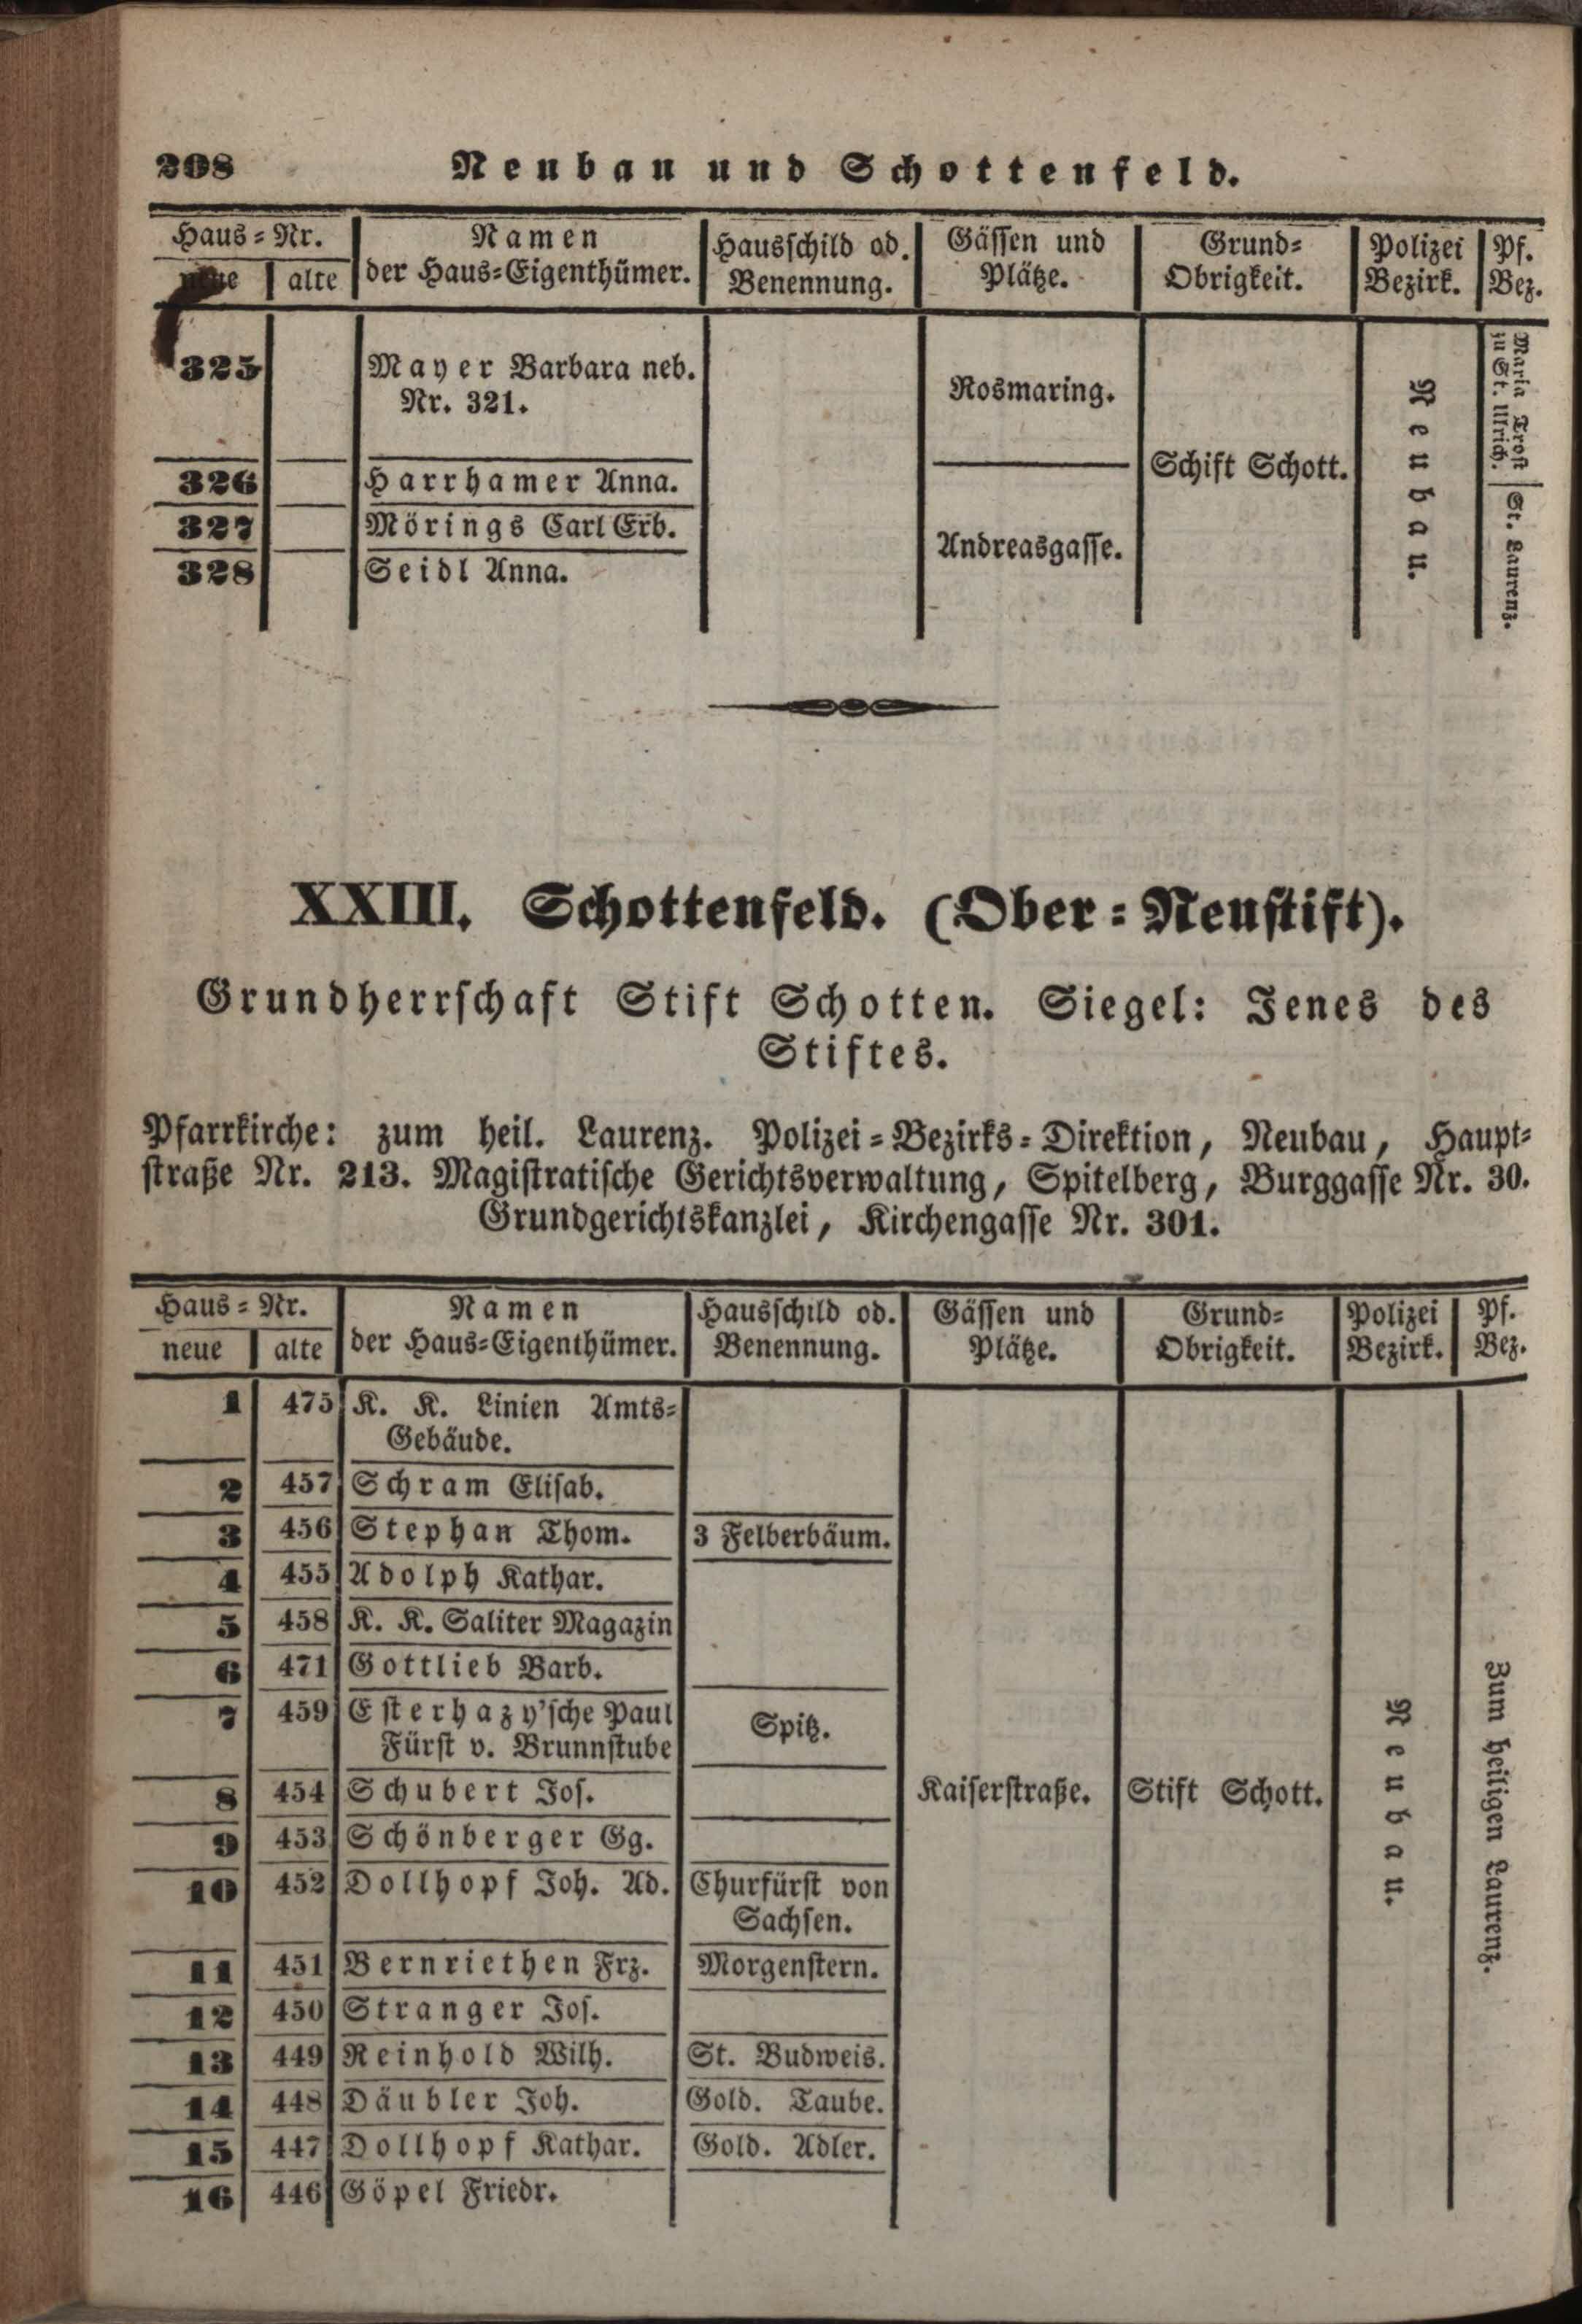 208 Neubau und Schottenfeld.
Haus-Nr. Namen Hausschild od. Gässen und Grund- Polizei Pf.
neue alte der Haus-Eigenthümer. Benennung. Plätze. Obrigkeit. Bezirk. Bez.
325 Mayer Barbara neb.
Nr. 321.
Rosmaring.
326 Harrhamer Anna.
327 Mörings Carl Erb.
328 Seidl Anna.
Andreasgasse.
Schift Schott.
Neubau.
Maria Trost
zu St. Ulrich.
St. Laurenz.
XXIII. Schottenfeld. (Ober-Neustift).
Grundherrschaft Stift Schotten. Siegel: Jenes des
Stiftes.
Pfarrkirche: zum heil. Laurenz. Polizei-Bezirks-Direktion, Neubau, Haupt-
straße Nr. 213. Magistratische Gerichtsverwaltung, Spitelberg, Burggasse Nr. 30.
Grundgerichtskanzlei, Kirchengasse Nr. 301.
Haus-Nr. Namen Hausschild od. Gässen und Grund- Polizei Pf.
neue alte der Haus-Eigenthümer. Benennung. Plätze. Obrigkeit. Bezirk. Bez.
1 475 K. K. Linien Amts-
Gebäude.
2 457 Schram Elisab.
3 456 Stephan Thom. 3 Felberbäum.
4 455 Adolph Kathar.
5 458 K. K. Saliter Magazin
6 471 Gottlieb Barb.
7 459 Esterhazy'sche Paul
Fürst v. Brunnstube
Spitz.
8 454 Schubert Jos.
9 453 Schönberger Gg.
10 452 Dollhopf Joh. Ad. Churfürst von
Sachsen.
11 451 Bernriethen Frz. Morgenstern.
12 450 Stranger Jos.
13 449 Reinhold Wilh. St. Budweis.
14 448 Däubler Joh. Gold. Taube.
15 447 Dollhopf Kathar. Gold. Adler.
16 446 Göpel Friedr.
Kaiserstraße.
Stift Schott.
Neubau.
Zum heiligen Laurenz.